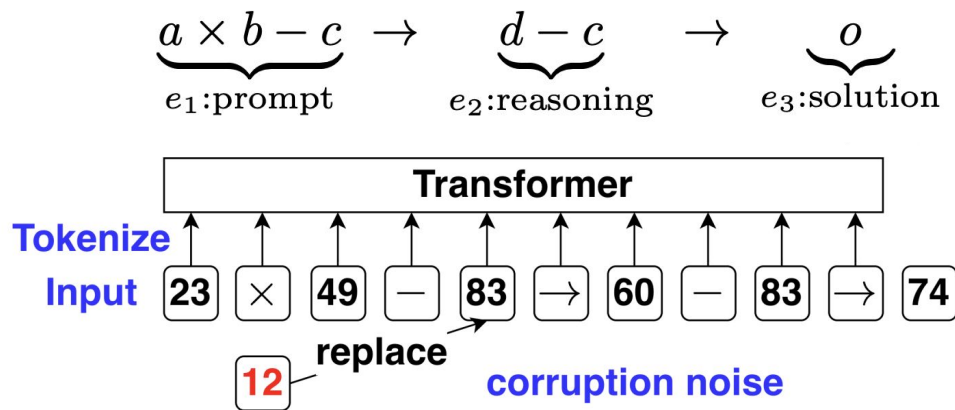 a × b − c → d − c → o
e₁:prompt e₂:reasoning e₃:solution
Transformer
Tokenize
Input 23 × 49 − 83 → 60 − 83 → 74
replace
12 corruption noise